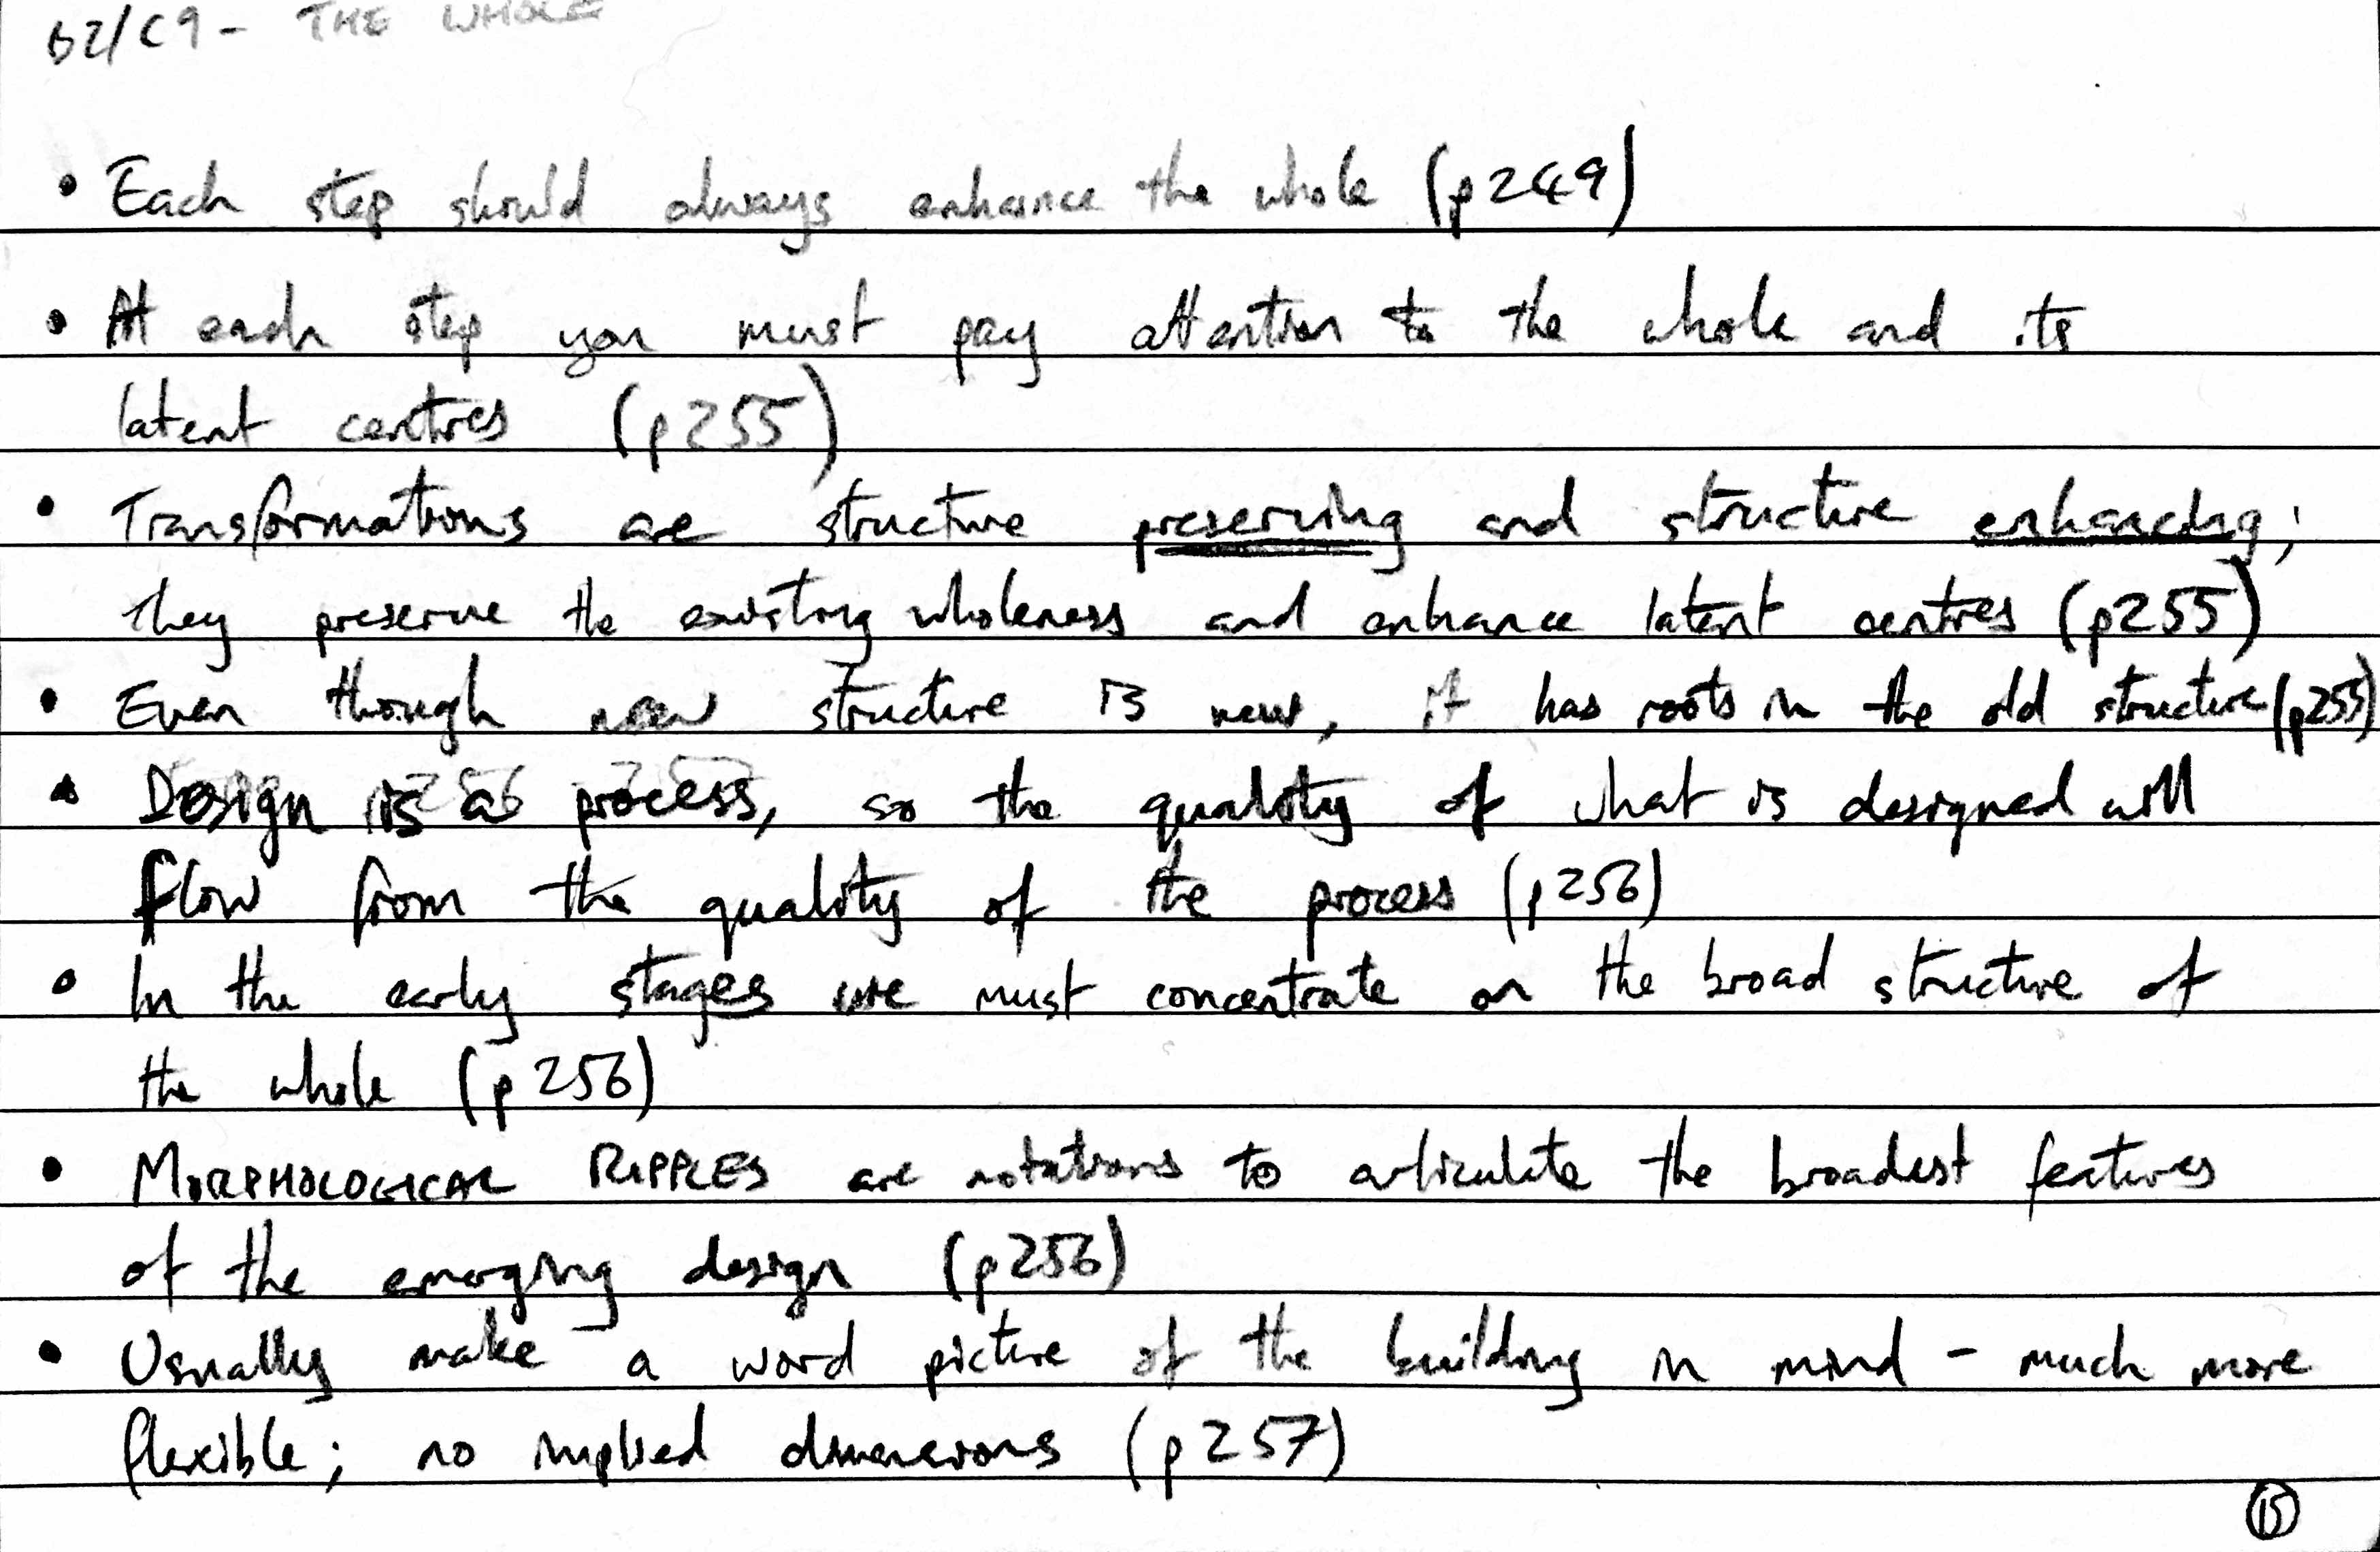 B2/C9 - THE WHOLE
• Each step should always enhance the whole (p249)
• At each step you must pay attention to the whole and its
latent centres (p255)
• Transformations are structure preserving and structure enhancing;
they preserve the existing wholeness and enhance latent centres (p255)
• Even though new structure is new, it has roots in the old structure (p255)
• Design is a process, so the quality of what is designed will
flow from the quality of the process (p256)
• In the early stages we must concentrate on the broad structure of
the whole (p256)
• MORPHOLOGICAL RIPPLES are notations to articulate the broadest features
of the emerging design (p256)
• Usually make a word picture of the building in mind - much more
flexible; no implied dimensions (p257)
15